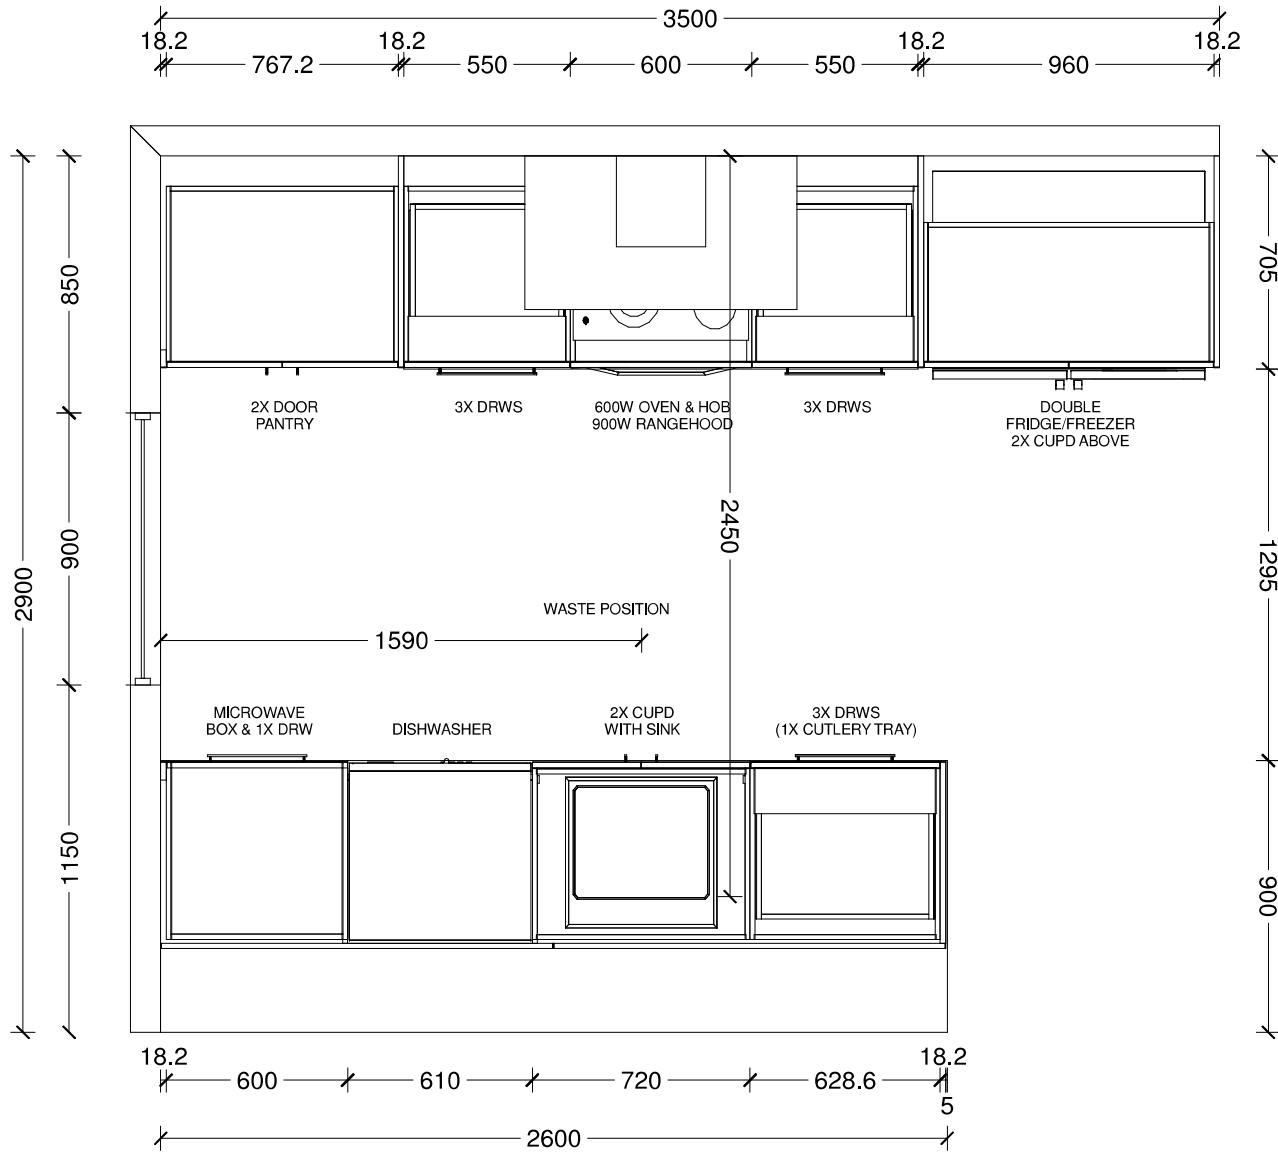 3500
18.2 18.2 18.2 18.2
767.2 550 600 550 960
850
705
2X DOOR
PANTRY
3X DRWS
600W OVEN & HOB
900W RANGEHOOD
3X DRWS
DOUBLE
FRIDGE/FREEZER
2X CUPD ABOVE
2900
900
2450
1295
WASTE POSITION
1590
MICROWAVE
BOX & 1X DRW
DISHWASHER
2X CUPD
WITH SINK
3X DRWS
(1X CUTLERY TRAY)
1150
900
18.2 18.2
600 610 720 628.6
5
2600